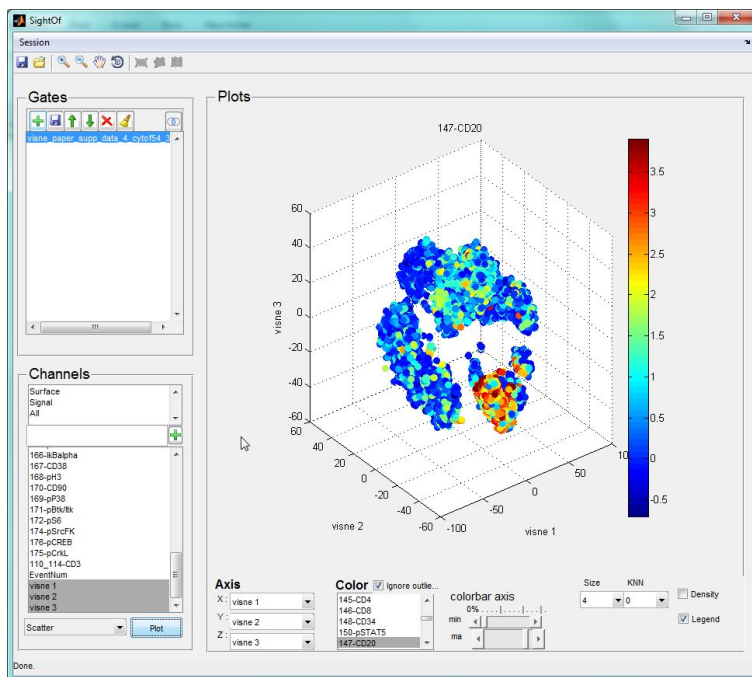 SightOf
Session
Gates
visne_paper_supp_data_4_cytof54_3
Channels
Surface
Signal
All
166-IkBalpha
167-CD38
168-pH3
170-CD90
169-pP38
171-pBtk/Itk
172-pS6
174-pSrcFK
176-pCREB
175-pCrkL
110_114-CD3
EventNum
visne 1
visne 2
visne 3
Scatter
Plot
Plots
147-CD20
60
40
20
0
-20
-40
-60
visne 3
60
40
20
0
-20
-40
-60
visne 2
-100
-50
0
50
10
visne 1
3.5
3
2.5
2
1.5
1
0.5
0
-0.5
Axis
X : visne 1
Y : visne 2
Z : visne 3
Color Ignore outlie...
145-CD4
146-CD8
148-CD34
150-pSTAT5
147-CD20
colorbar axis
0% . . . . | . . . . | . . . .
min
ma
Size KNN
4 0
Density
Legend
Done.